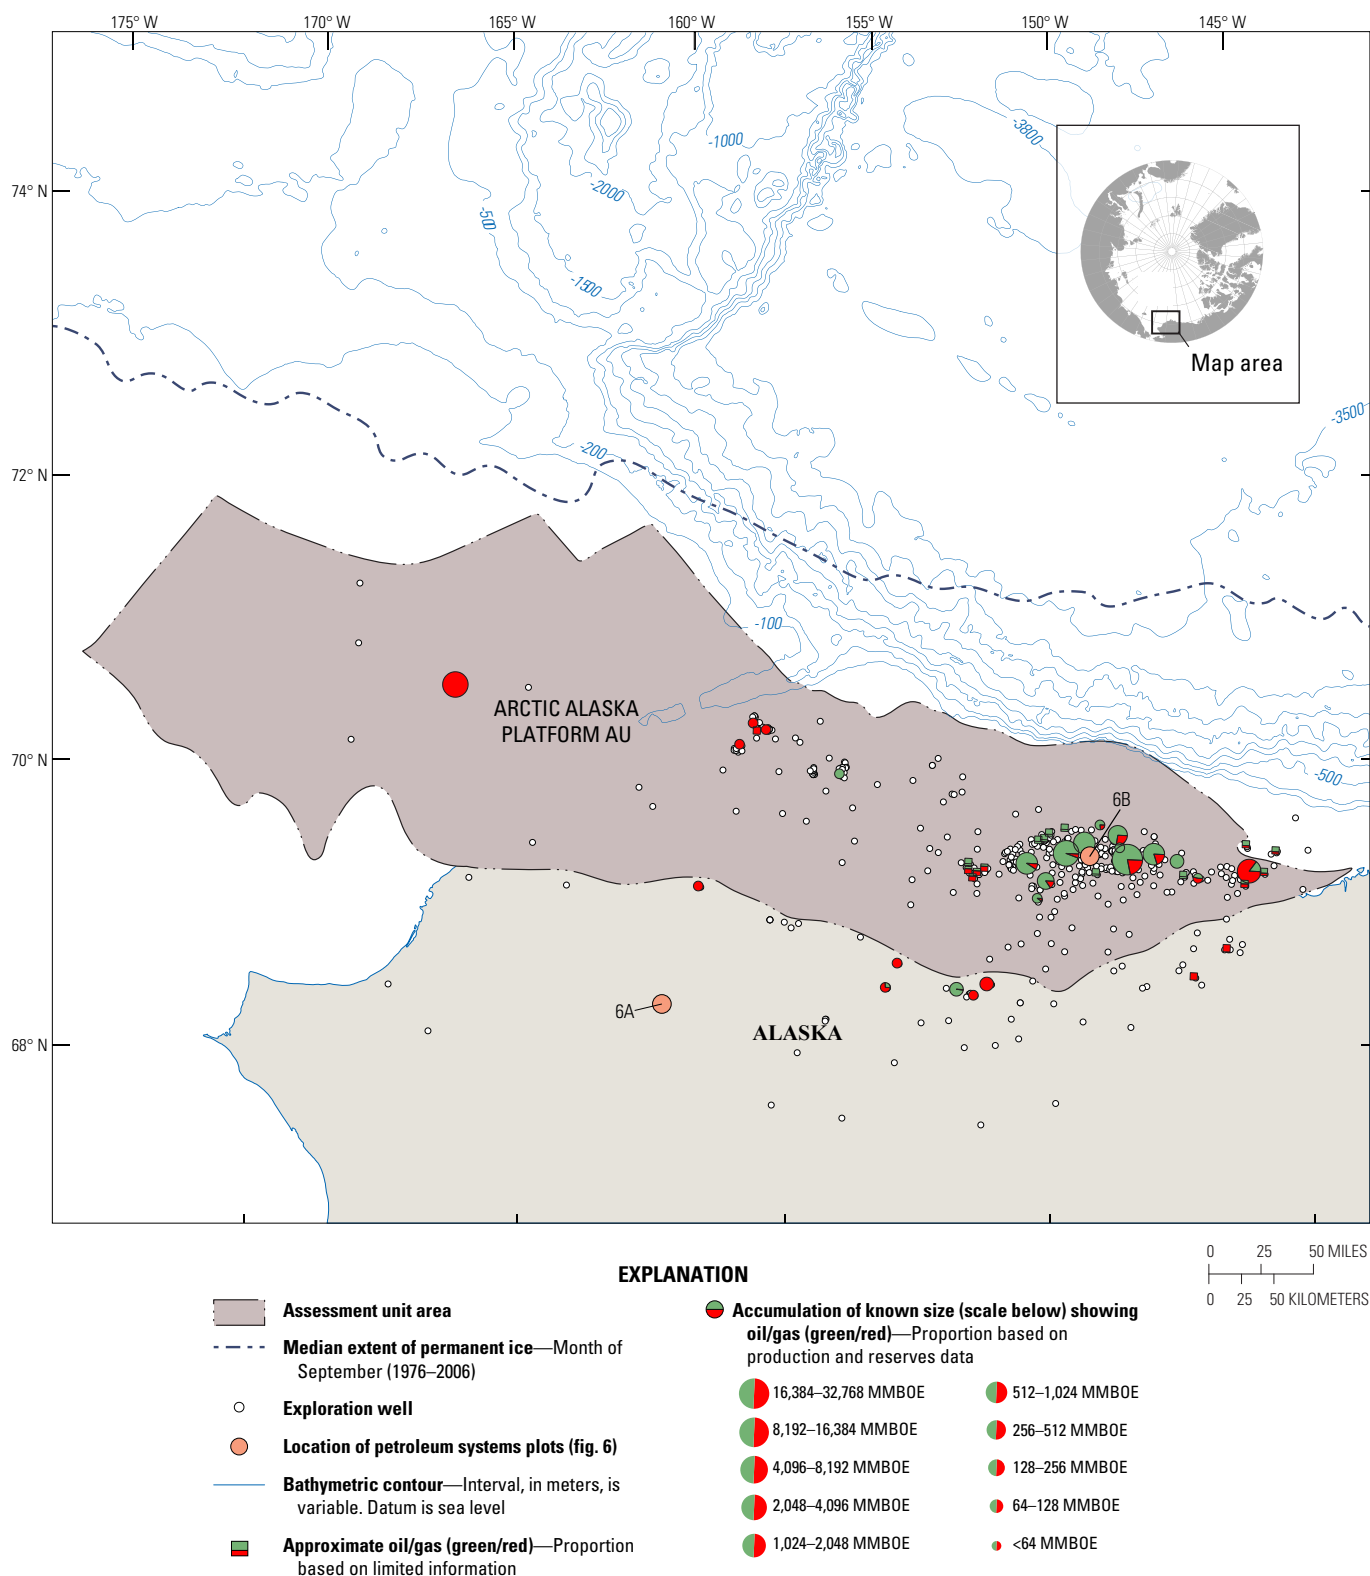 175° W
170° W
165° W
160° W
155° W
150° W
145° W
-3800
-1000
74° N
-2000
-500
-1500
Map area
-3500
-200
72° N
-100
ARCTIC ALASKA
PLATFORM AU
70° N
-500
6B
6A
ALASKA
68° N
0 25 50 MILES
0 25 50 KILOMETERS
EXPLANATION
Assessment unit area
Median extent of permanent ice—Month of
September (1976–2006)
Exploration well
Location of petroleum systems plots (fig. 6)
Bathymetric contour—Interval, in meters, is
variable. Datum is sea level
Approximate oil/gas (green/red)—Proportion
based on limited information
Accumulation of known size (scale below) showing
oil/gas (green/red)—Proportion based on
production and reserves data
16,384–32,768 MMBOE
8,192–16,384 MMBOE
4,096–8,192 MMBOE
2,048–4,096 MMBOE
1,024–2,048 MMBOE
512–1,024 MMBOE
256–512 MMBOE
128–256 MMBOE
64–128 MMBOE
<64 MMBOE